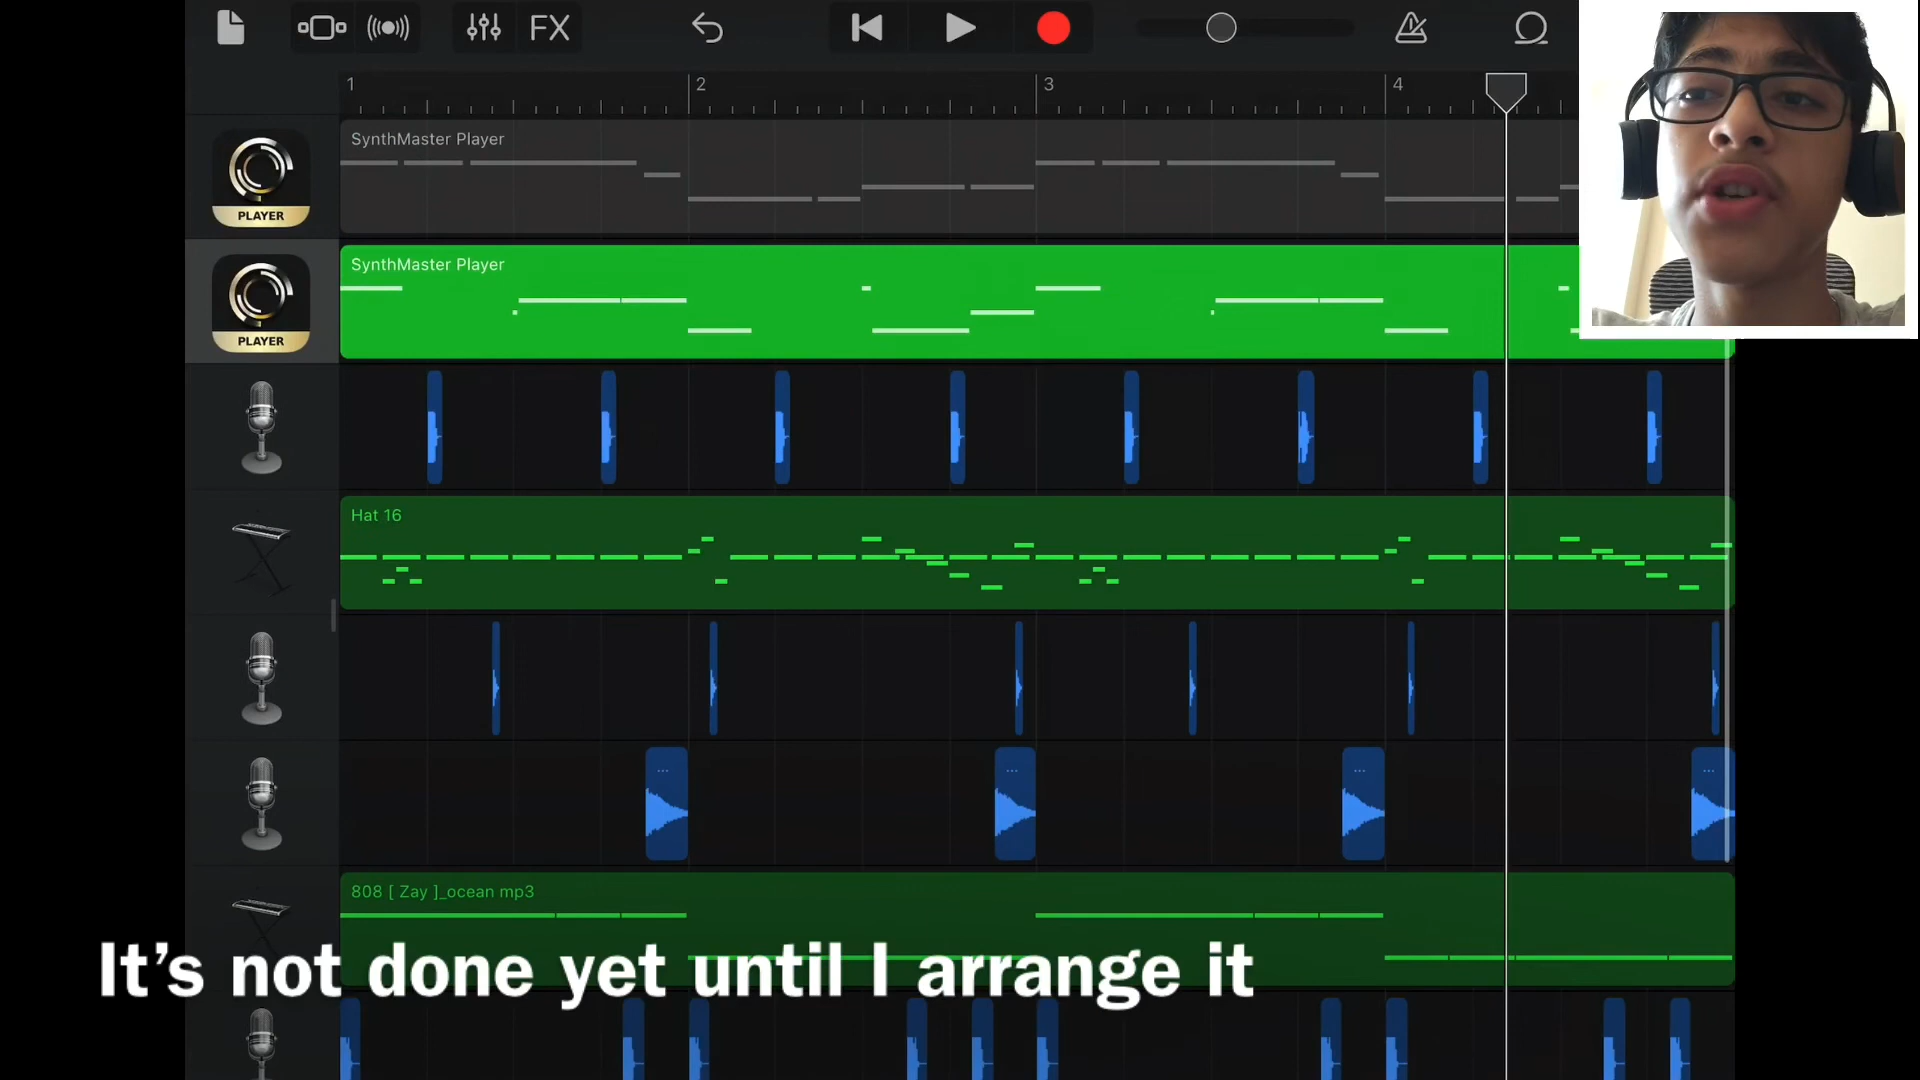 FX
1
2
3
4
SynthMaster Player
PLAYER
SynthMaster Player
PLAYER
Hat 16
...
...
...
...
808 [ Zay ]_ocean mp3
It's not done yet until I arrange it